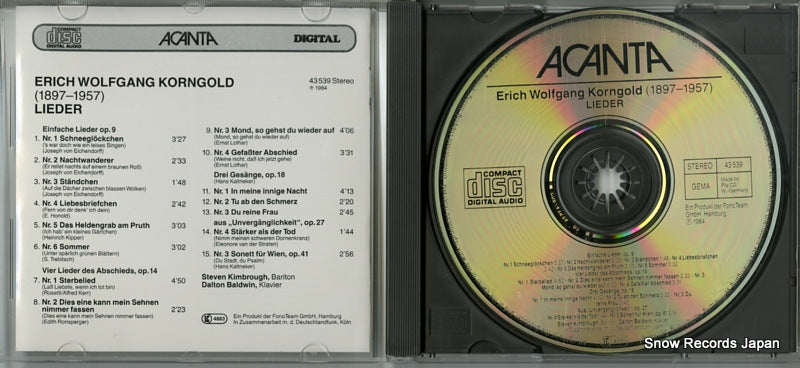 COMPACT
disc
DIGITAL AUDIO
ACANTA
DIGITAL
ERICH WOLFGANG KORNGOLD
(1897–1957)
LIEDER
43 539 Stereo
℗ 1984
Einfache Lieder op. 9
1. Nr. 1 Schneeglöckchen 3'27
('s war doch wie ein leises Singen)
(Joseph von Eichendorff)
2. Nr. 2 Nachtwanderer 2'33
(Er reitet nachts auf einem braunen Roß)
(Joseph von Eichendorff)
3. Nr. 3 Ständchen 1'48
(Auf die Dächer zwischen blassen Wolken)
(Joseph von Eichendorff)
4. Nr. 4 Liebesbriefchen 2'42
(Fern von dir denk' ich dein)
(E. Honold)
5. Nr. 5 Das Heldengrab am Pruth 3'03
(Ich hab' ein kleines Gärtchen)
(Heinrich Kipper)
6. Nr. 6 Sommer 3'02
(Unter spärlich grünen Blättern)
(S. Trebitsch)
Vier Lieder des Abschieds, op. 14
7. Nr. 1 Sterbelied 4'50
(Laß Liebste, wenn ich tot bin)
(Rosseti/Alfred Kerr)
8. Nr. 2 Dies eine kann mein Sehnen
nimmer fassen 2'23
(Dies eine kann mein Sehnen nimmer fassen)
(Edith Ronsperger)
9. Nr. 3 Mond, so gehst du wieder auf 4'06
(Mond, so gehst du wieder auf)
(Ernst Lothar)
10. Nr. 4 Gefaßter Abschied 3'31
(Weine nicht, daß ich jetzt gehe)
(Ernst Lothar)
Drei Gesänge, op. 18
(Hans Kaltneker)
11. Nr. 1 In meine innige Nacht 4'13
12. Nr. 2 Tu ab den Schmerz 2'20
13. Nr. 3 Du reine Frau 2'45
aus „Unvergänglichkeit", op. 27
14. Nr. 4 Stärker als der Tod 1'44
(Nimm meinen schweren Dornenkranz)
(Eleonore van der Straten)
15. Nr. 3 Sonett für Wien, op. 41 2'56
(Du Stadt, du Psalm)
(Hans Kaltneker)
Steven Kimbrough, Bariton
Dalton Baldwin, Klavier
LC 4883
Ein Produkt der FonoTeam GmbH, Hamburg
In Zusammenarbeit m. d. Deutschlandfunk, Köln
ACANTA
Erich Wolfgang Korngold (1897–1957)
LIEDER
COMPACT
disc
DIGITAL AUDIO
STEREO 43 539
GEMA
Made by
W.-Germany
Ein Produkt der FonoTeam
GmbH, Hamburg
℗ 1984
Snow Records Japan